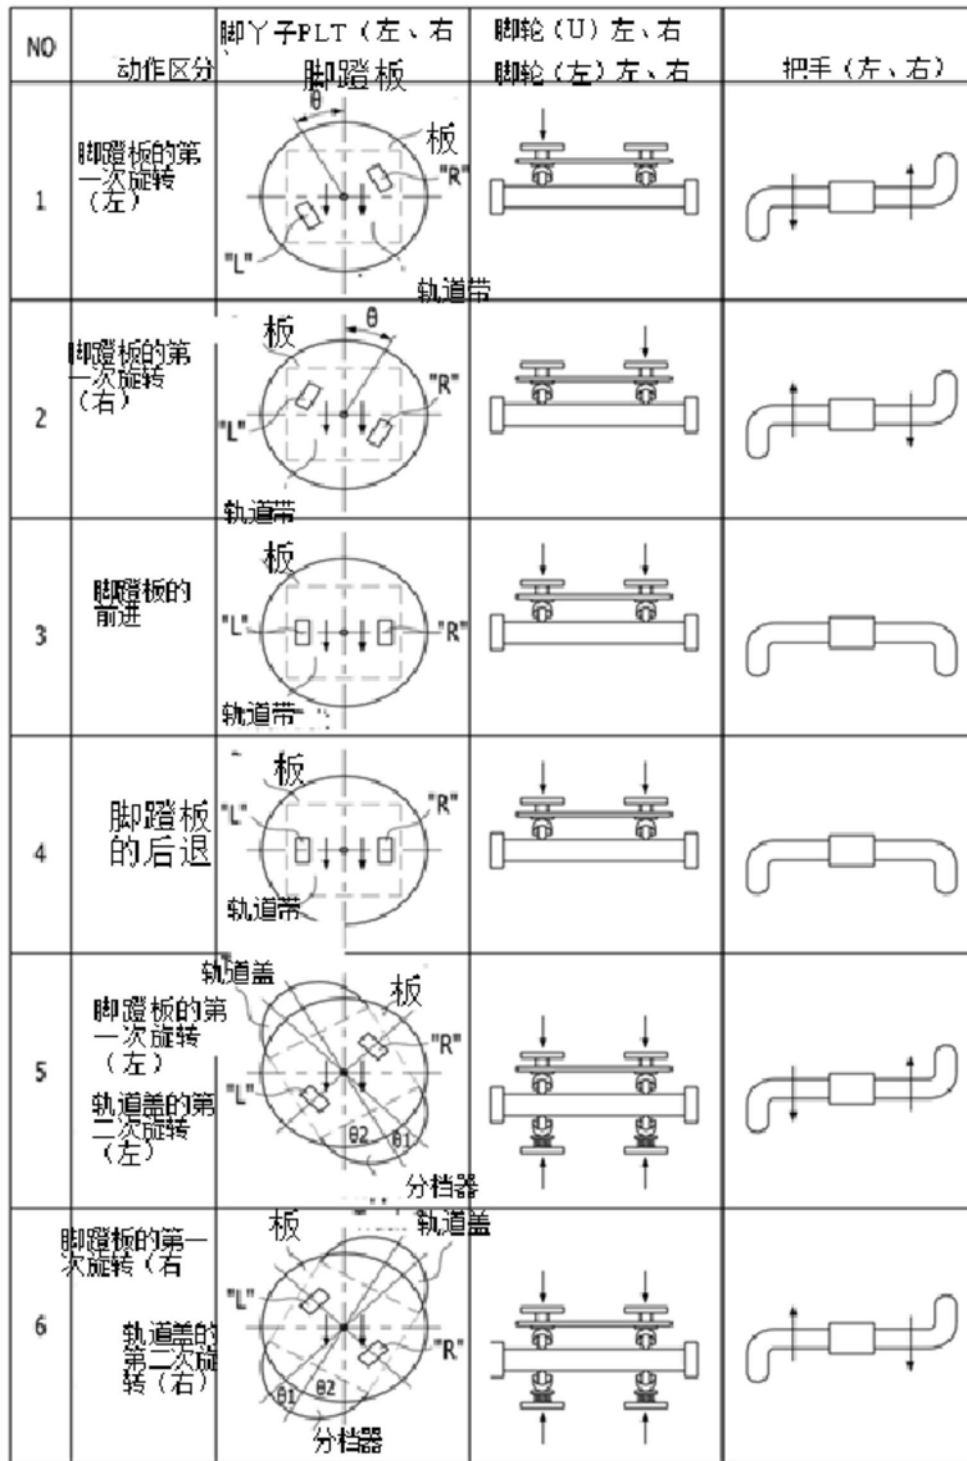 NO
动作区分
脚丫子PLT（左、右
脚蹬板
脚轮（U）左、右
脚轮（左）左、右
把手（左、右）
1
脚蹬板的第
一次旋转
（左）
θ
板
"R"
"L"
轨道带
2
脚蹬板的第
一次旋转
（右）
板
θ
"R"
"L"
轨道带
3
脚蹬板的
前进
板
"L"
"R"
轨道带
4
脚蹬板
的后退
板
"L"
"R"
轨道带
5
脚蹬板的第
一次旋转
（左）
轨道盖的第
二次旋转
（左）
轨道盖
板
"R"
"L"
θ2
θ1
分档器
6
脚蹬板的第一
次旋转（右
轨道盖的
第二次旋
转（右）
板
轨道盖
"L"
"R"
θ1
θ2
分档器